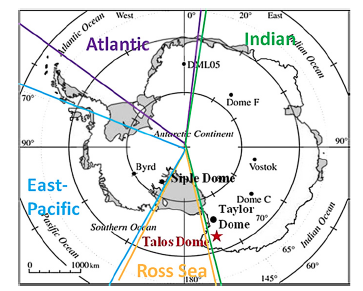 West
0°
20°
East
Atlantic Ocean
Indian Ocean
Atlantic
Indian
DML05
70°
Dome F
Antarctic Continent
90°
90°
Byrd
Siple Dome
Vostok
East-
Pacific
Dome C
Taylor
Dome
70°
Pacific Ocean
Southern Ocean
Talos Dome
65°
Indian Ocean
60°
0
1000km
Ross Sea
180°
145°